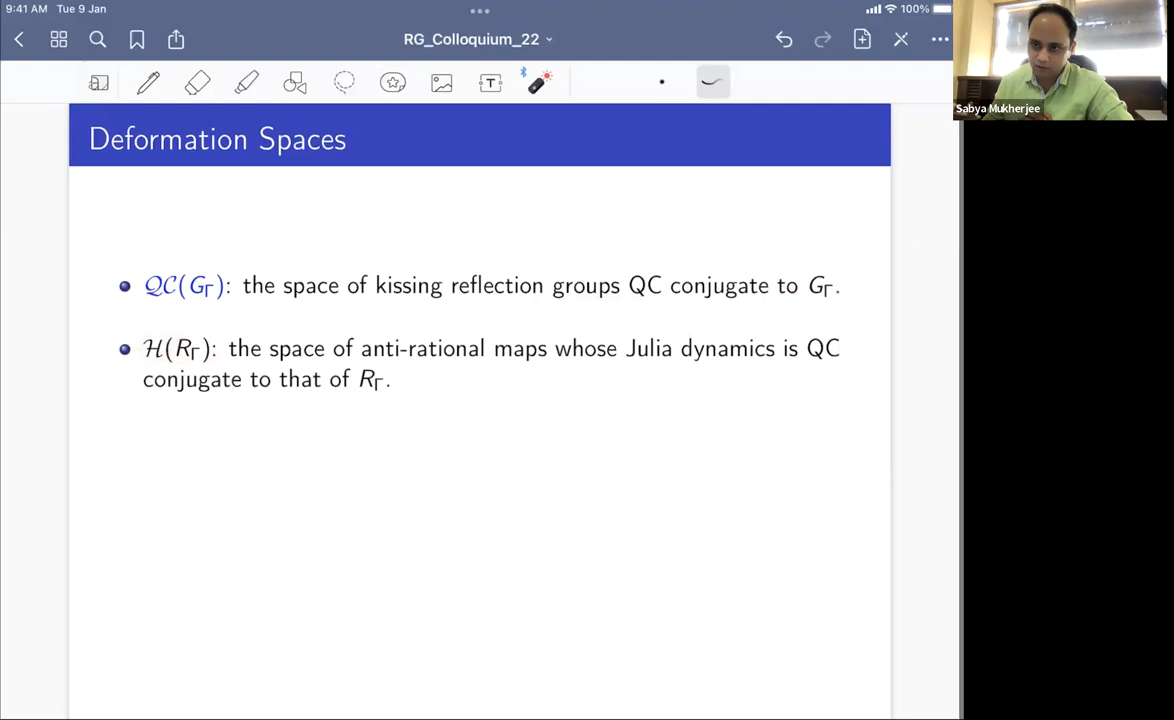 9:41 AM Tue 9 Jan
100%
RG_Colloquium_22
T
Sabya Mukherjee
Deformation Spaces
𝒬𝒞(G_Γ): the space of kissing reflection groups QC conjugate to G_Γ.
ℋ(R_Γ): the space of anti-rational maps whose Julia dynamics is QC
conjugate to that of R_Γ.